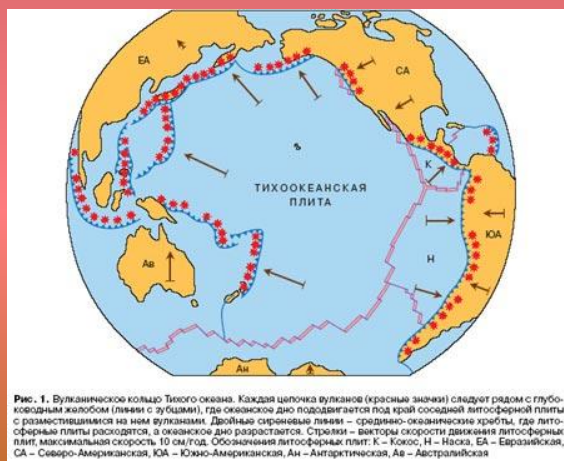 ЕА
СА
ТИХООКЕАНСКАЯ
ПЛИТА
К
Н
ЮА
Ав
Ан
Рис. 1. Вулканическое кольцо Тихого океана. Каждая цепочка вулканов (красные значки) следует рядом с глубо-
ководным желобом (линии с зубцами), где океанское дно пододвигается под край соседней литосферной плиты
с разместившимися на нем вулканами. Двойные сиреневые линии – срединно-океанические хребты, где лито-
сферные плиты расходятся, а океанское дно разрастается. Стрелки – векторы скорости движения литосферных
плит, максимальная скорость 10 см/год. Обозначения литосферных плит: К – Кокос, Н – Наска, ЕА – Евразийская,
СА – Северо-Американская, ЮА – Южно-Американская, Ан – Антарктическая, Ав – Австралийская